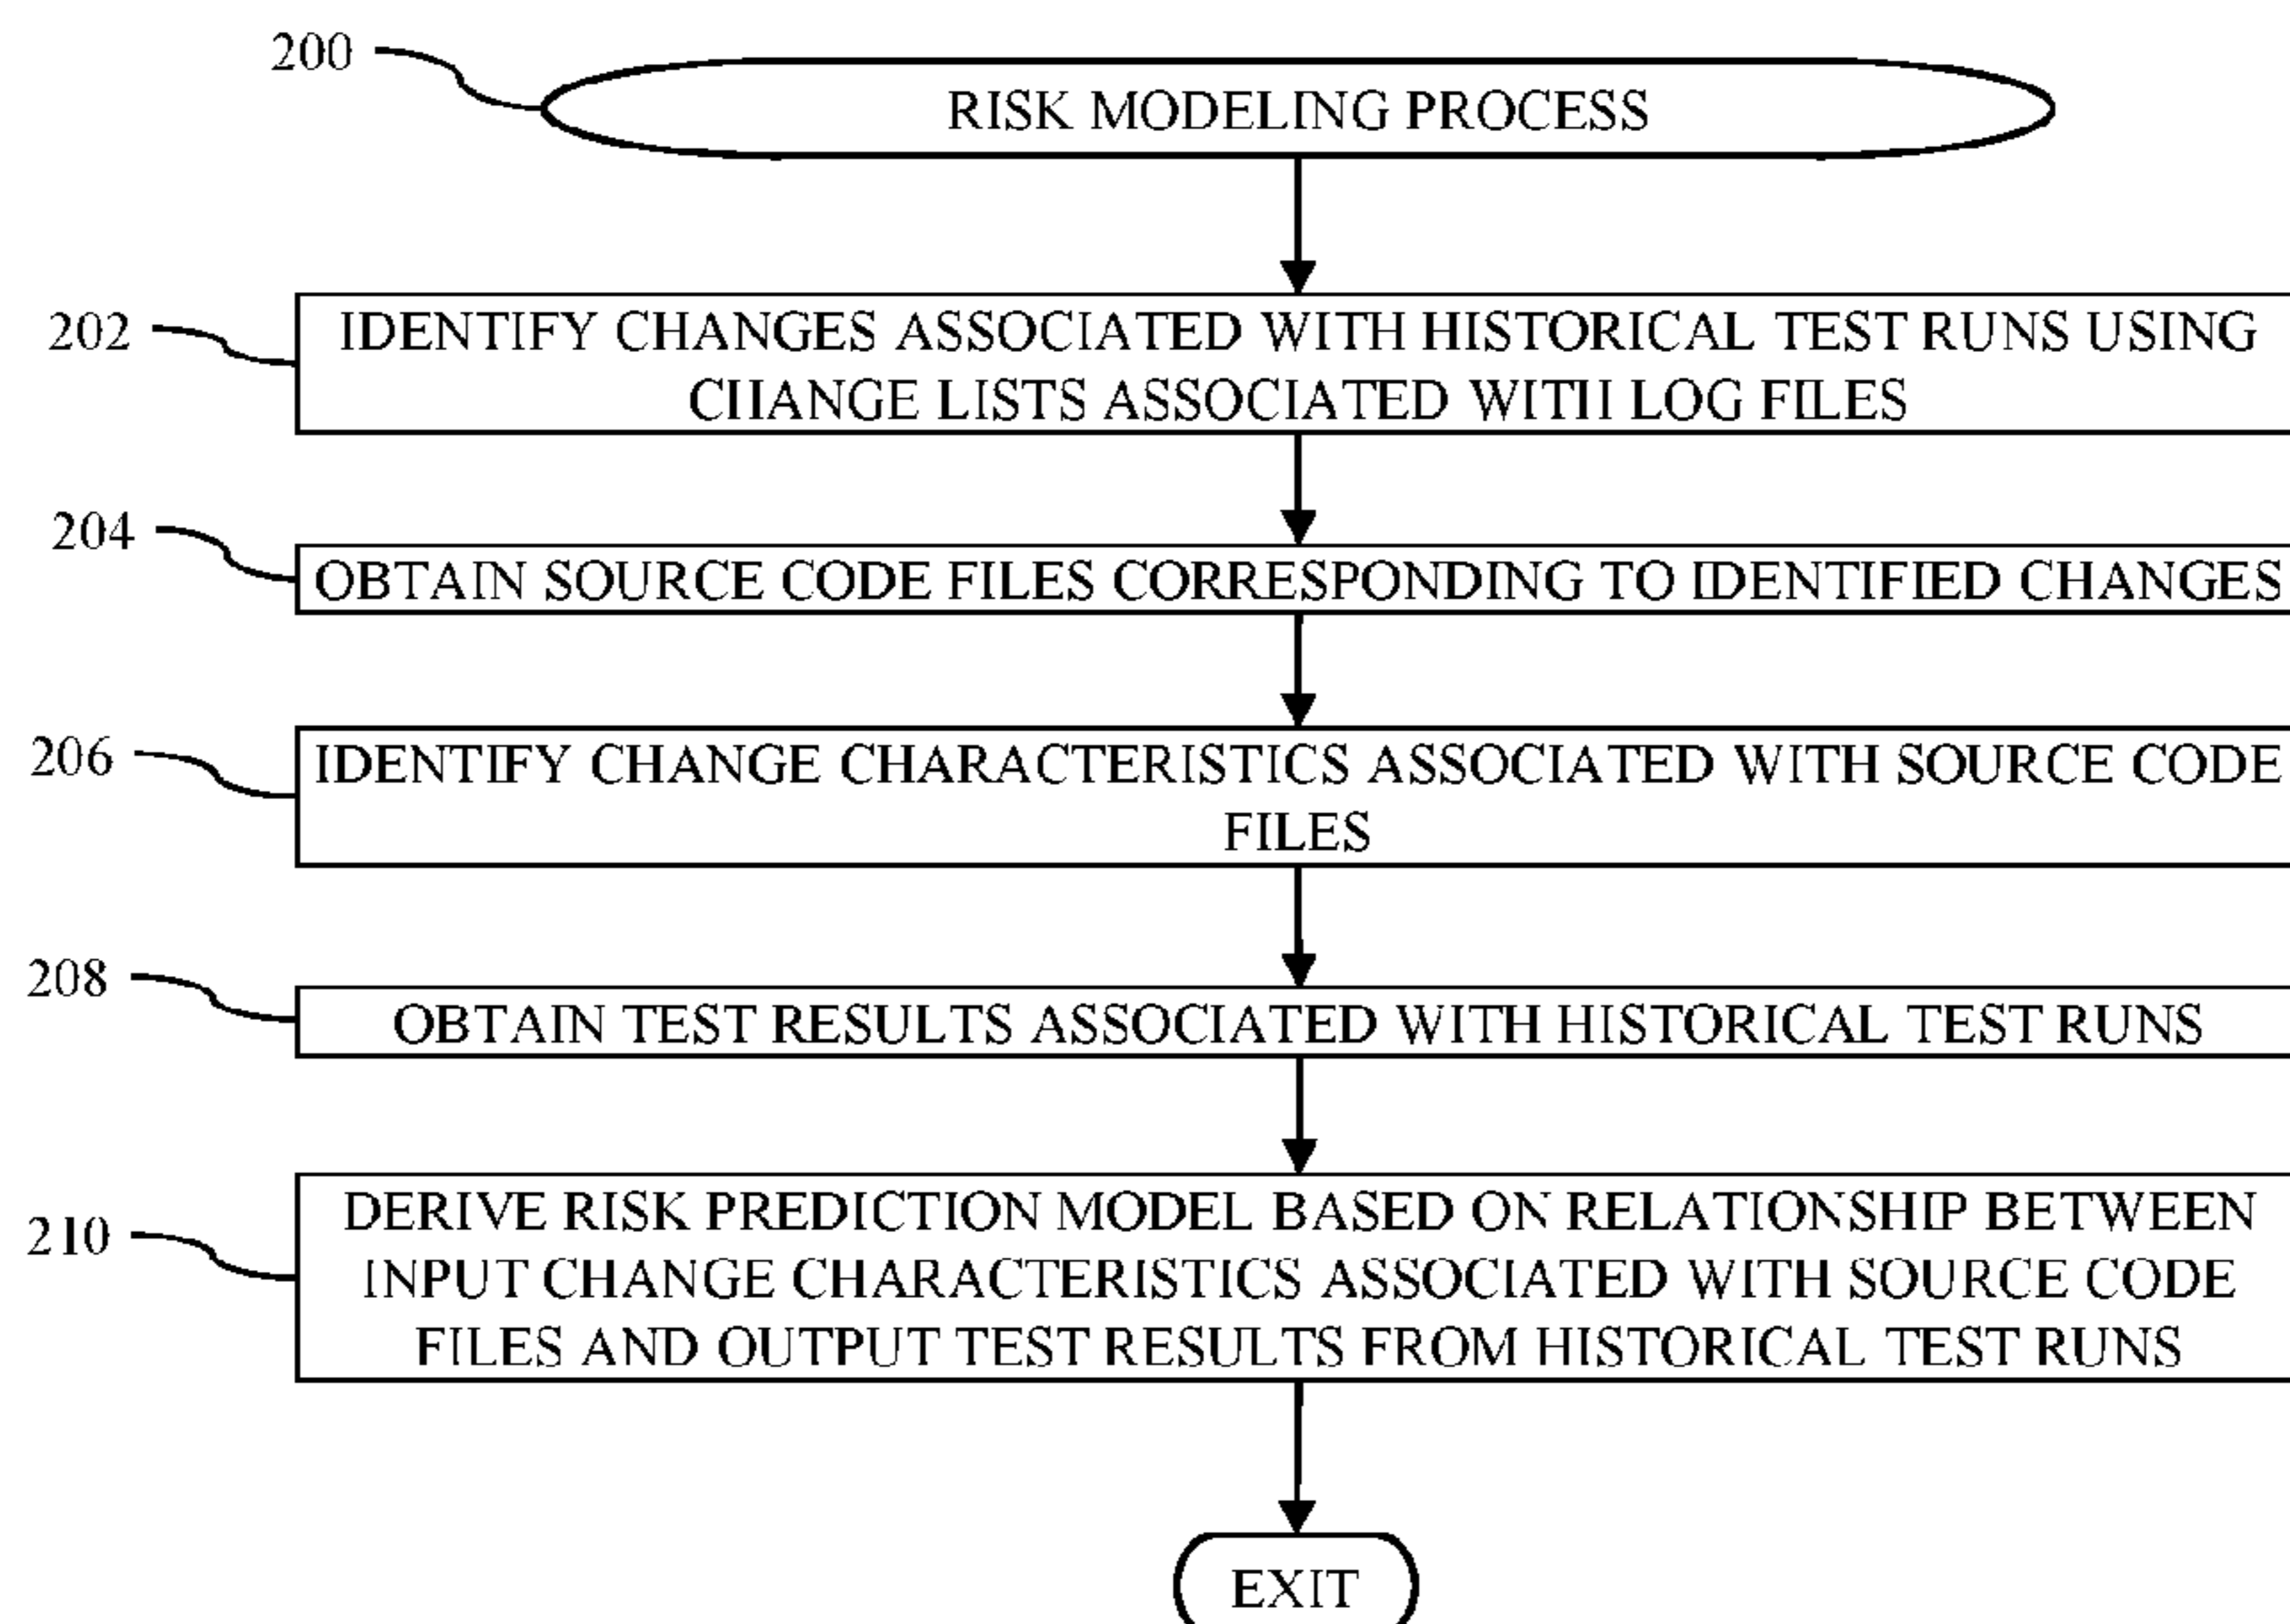 200
RISK MODELING PROCESS
202
IDENTIFY CHANGES ASSOCIATED WITH HISTORICAL TEST RUNS USING
CHANGE LISTS ASSOCIATED WITH LOG FILES
204
OBTAIN SOURCE CODE FILES CORRESPONDING TO IDENTIFIED CHANGES
206
IDENTIFY CHANGE CHARACTERISTICS ASSOCIATED WITH SOURCE CODE
FILES
208
OBTAIN TEST RESULTS ASSOCIATED WITH HISTORICAL TEST RUNS
210
DERIVE RISK PREDICTION MODEL BASED ON RELATIONSHIP BETWEEN
INPUT CHANGE CHARACTERISTICS ASSOCIATED WITH SOURCE CODE
FILES AND OUTPUT TEST RESULTS FROM HISTORICAL TEST RUNS
EXIT